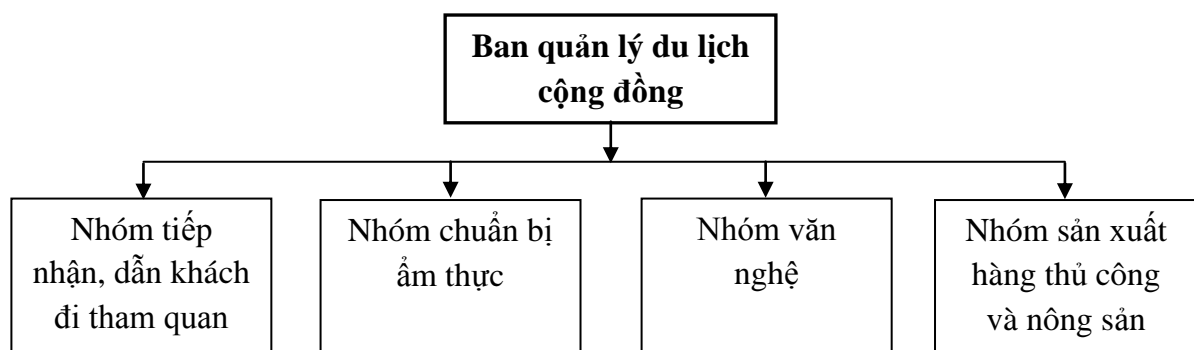 Ban quản lý du lịch
cộng đồng
Nhóm tiếp
nhận, dẫn khách
đi tham quan
Nhóm chuẩn bị
ẩm thực
Nhóm văn
nghệ
Nhóm sản xuất
hàng thủ công
và nông sản